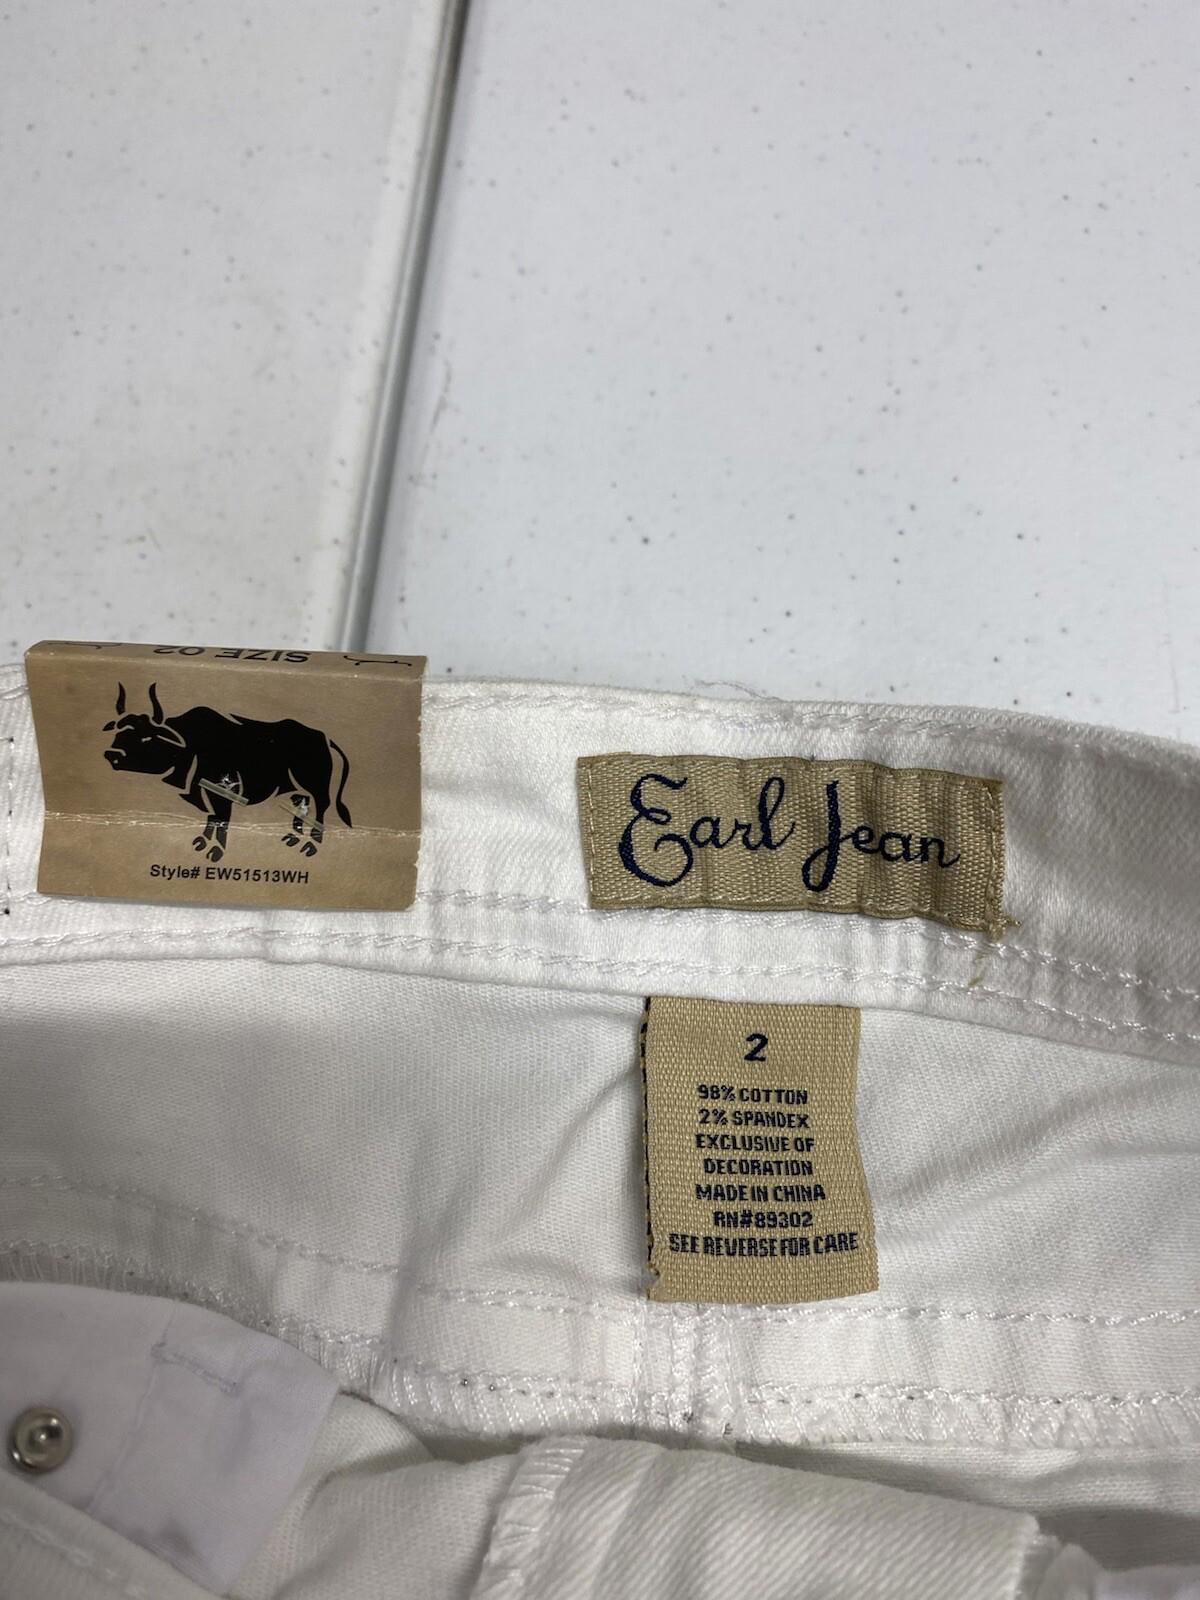 SIZE 02
Style# EW51513WH
Earl Jean
2
98% COTTON
2% SPANDEX
EXCLUSIVE OF
DECORATION
MADE IN CHINA
RN#89302
SEE REVERSE FOR CARE